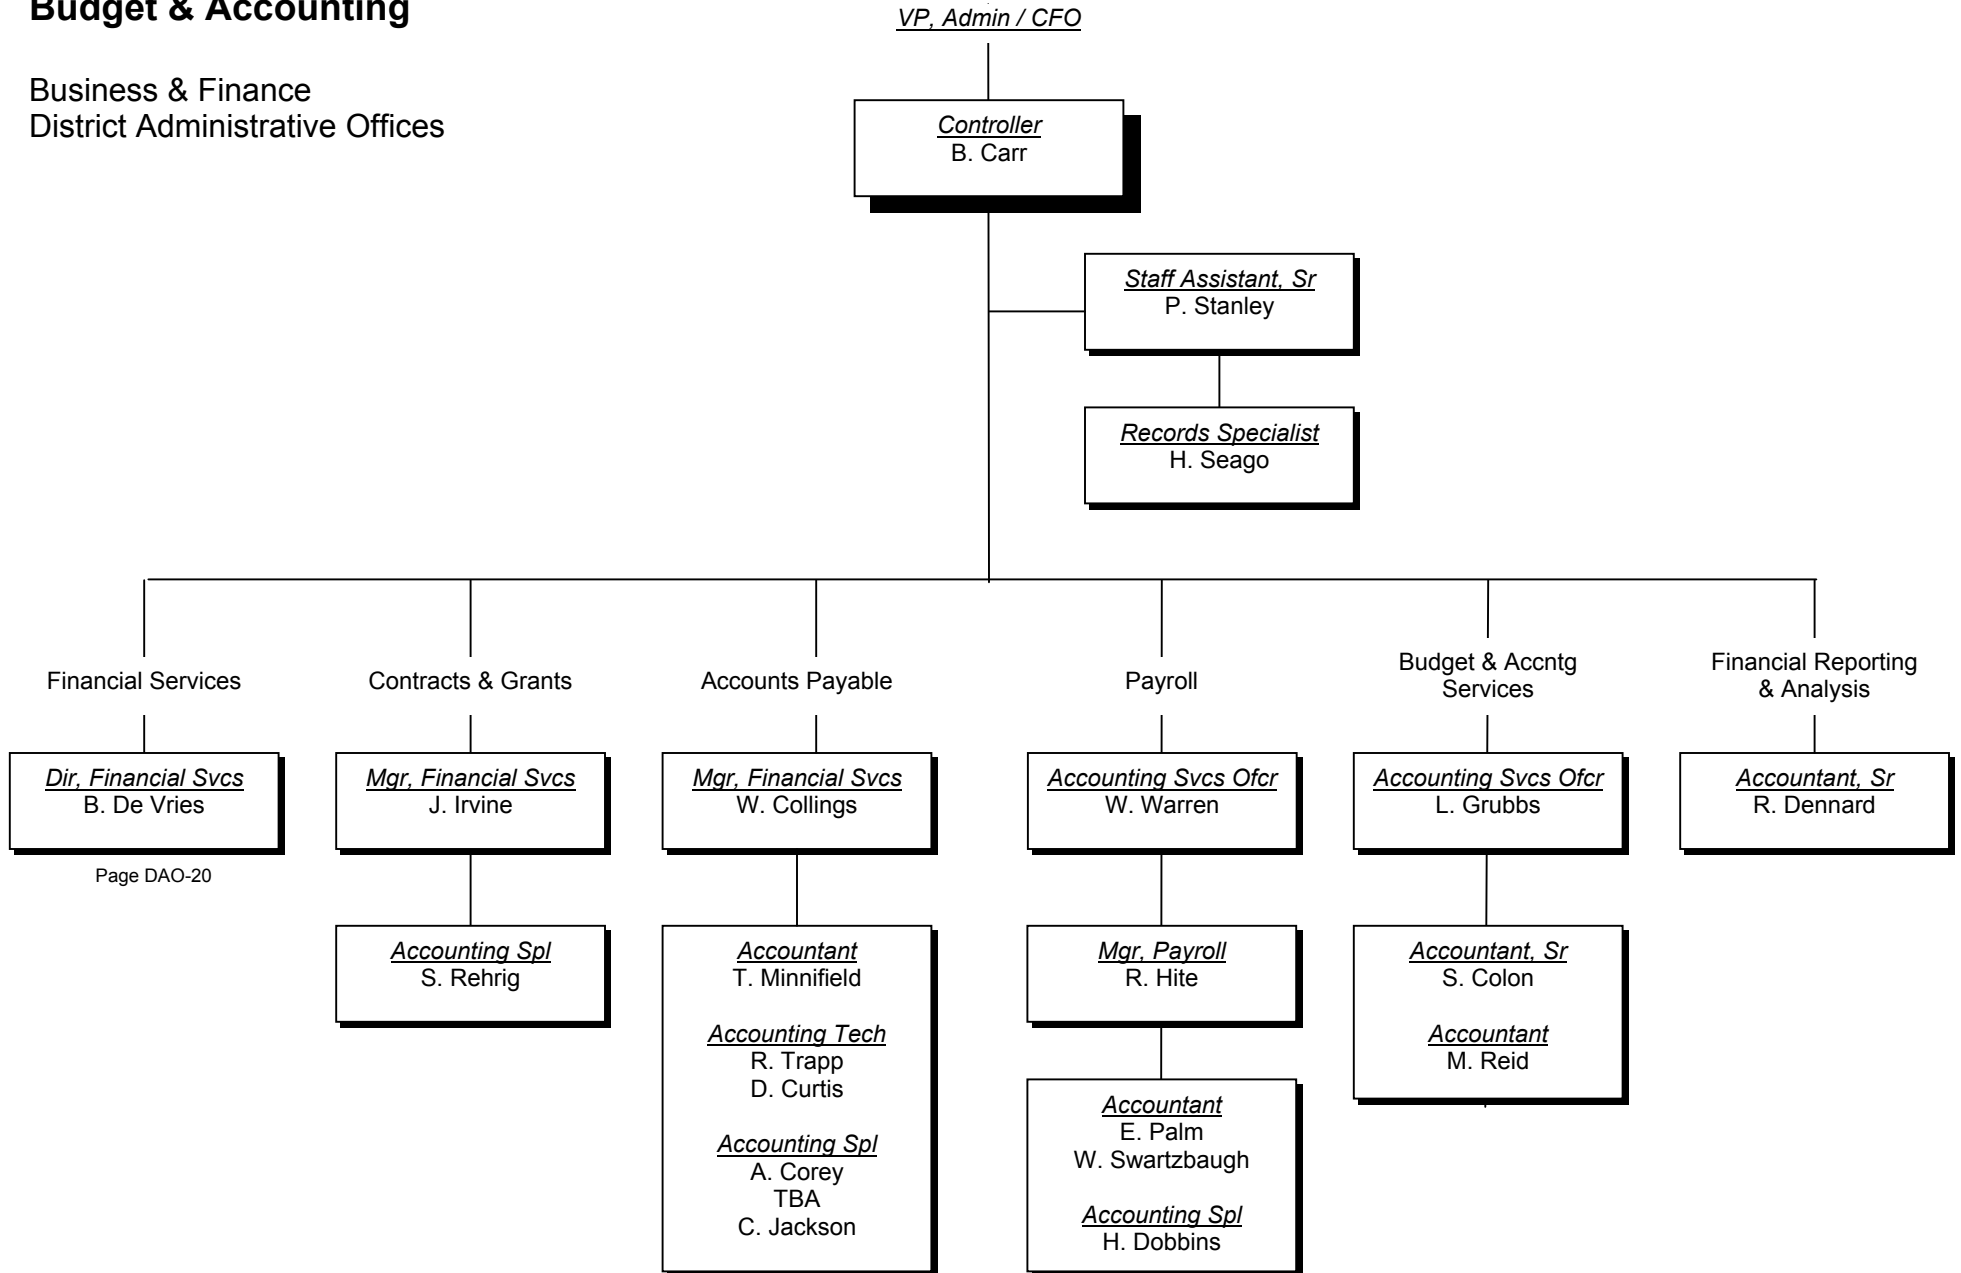 Budget & Accounting
Business & Finance
District Administrative Offices
VP, Admin / CFO
Controller
B. Carr
Staff Assistant, Sr
P. Stanley
Records Specialist
H. Seago
Financial Services
Dir, Financial Svcs
B. De Vries
Page DAO-20
Contracts & Grants
Mgr, Financial Svcs
J. Irvine
Accounting Spl
S. Rehrig
Accounts Payable
Mgr, Financial Svcs
W. Collings
Accountant
T. Minnifield
Accounting Tech
R. Trapp
D. Curtis
Accounting Spl
A. Corey
TBA
C. Jackson
Payroll
Accounting Svcs Ofcr
W. Warren
Mgr, Payroll
R. Hite
Accountant
E. Palm
W. Swartzbaugh
Accounting Spl
H. Dobbins
Budget & Accntg
Services
Accounting Svcs Ofcr
L. Grubbs
Accountant, Sr
S. Colon
Accountant
M. Reid
Financial Reporting
& Analysis
Accountant, Sr
R. Dennard